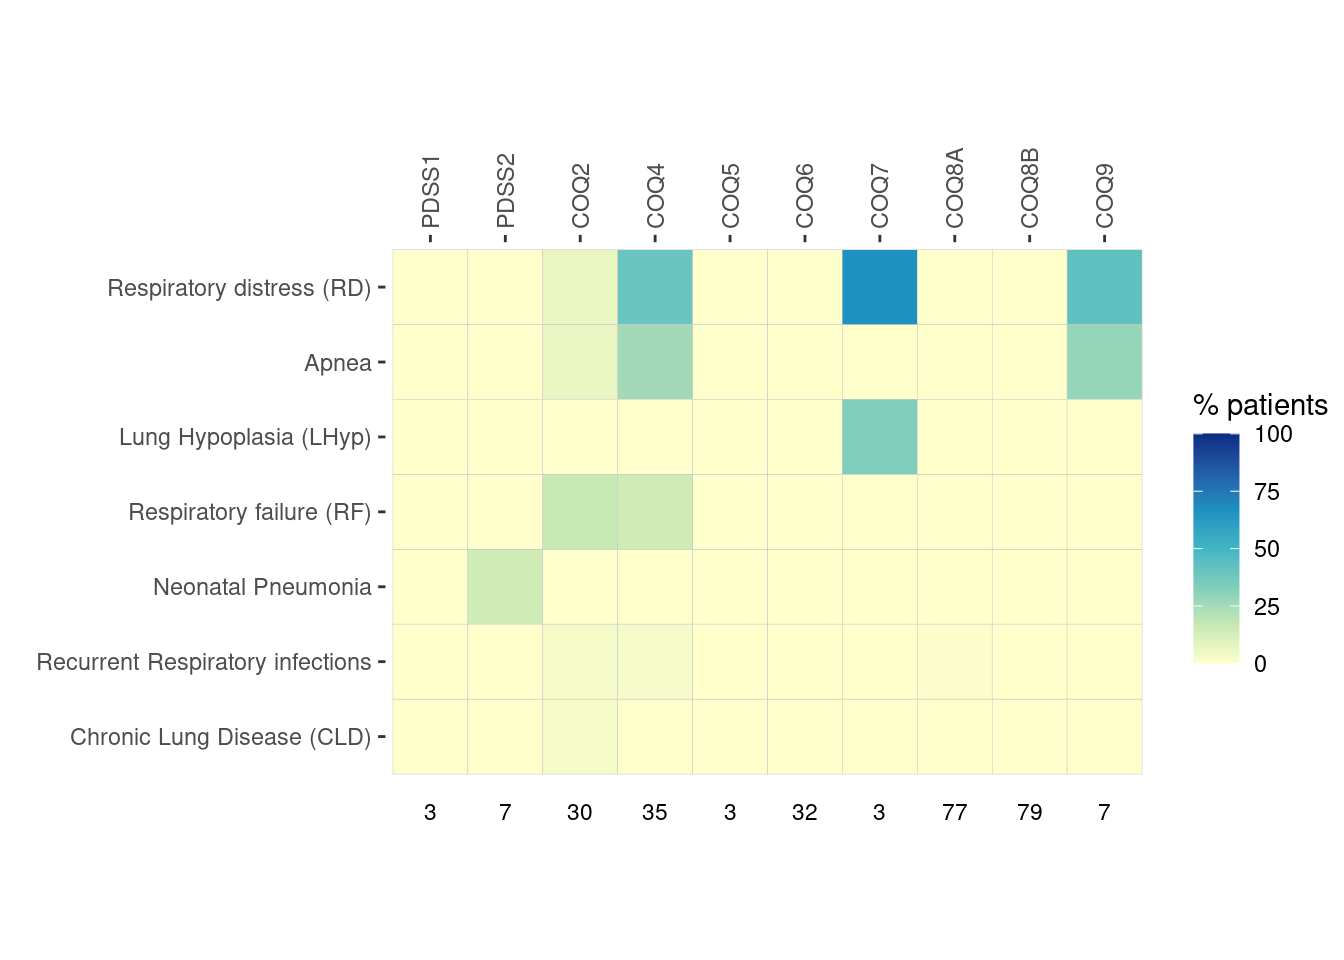 PDSS1
PDSS2
COQ2
COQ4
COQ5
COQ6
COQ7
COQ8A
COQ8B
COQ9
Respiratory distress (RD)
Apnea
Lung Hypoplasia (LHyp)
Respiratory failure (RF)
Neonatal Pneumonia
Recurrent Respiratory infections
Chronic Lung Disease (CLD)
3 7 30 35 3 32 3 77 79 7
% patients
100
75
50
25
0